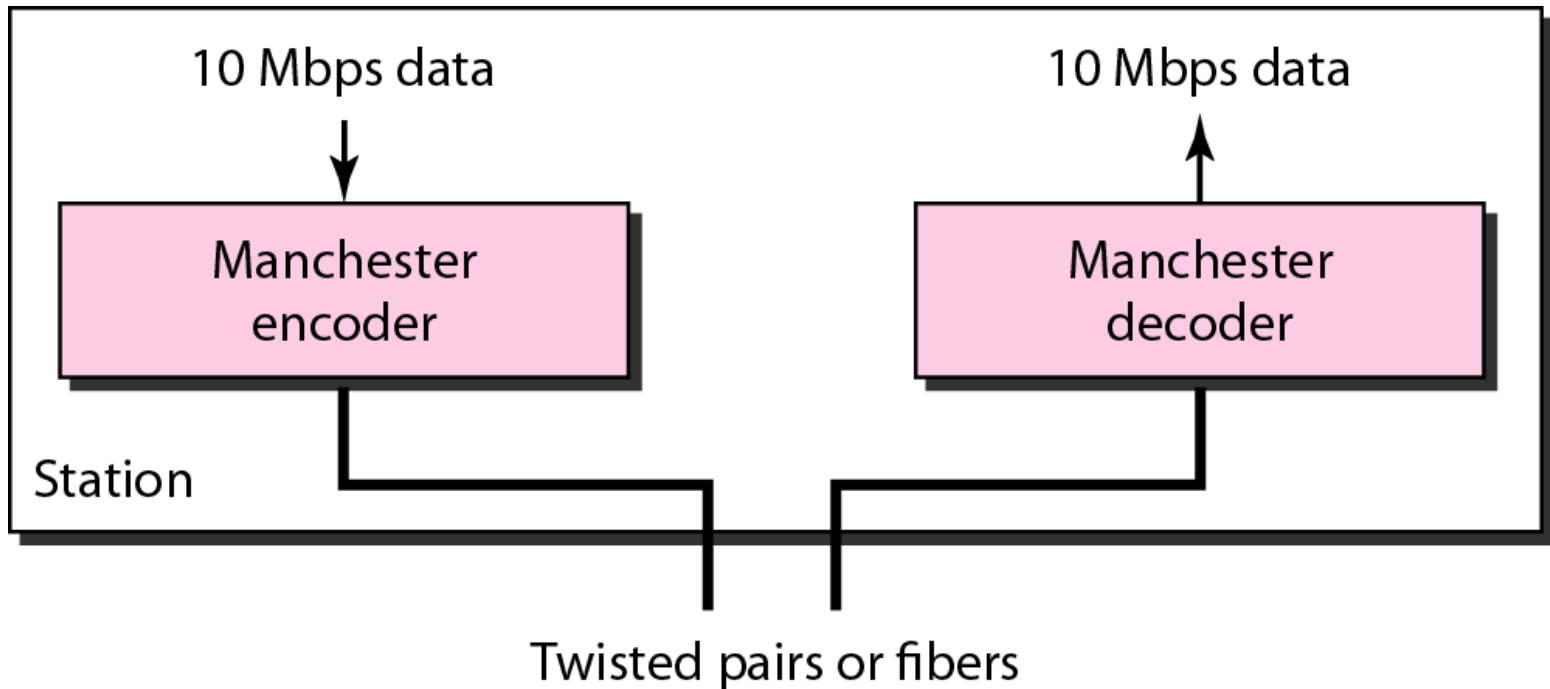 10 Mbps data
10 Mbps data
Manchester
encoder
Manchester
decoder
Station
Twisted pairs or fibers